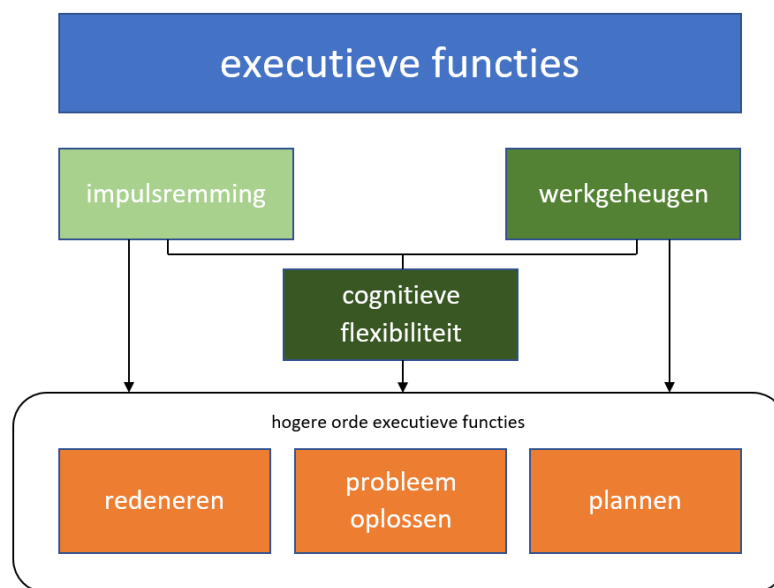 executieve functies
impulsremming
werkgeheugen
cognitieve
flexibiliteit
hogere orde executieve functies
redeneren
probleem
oplossen
plannen